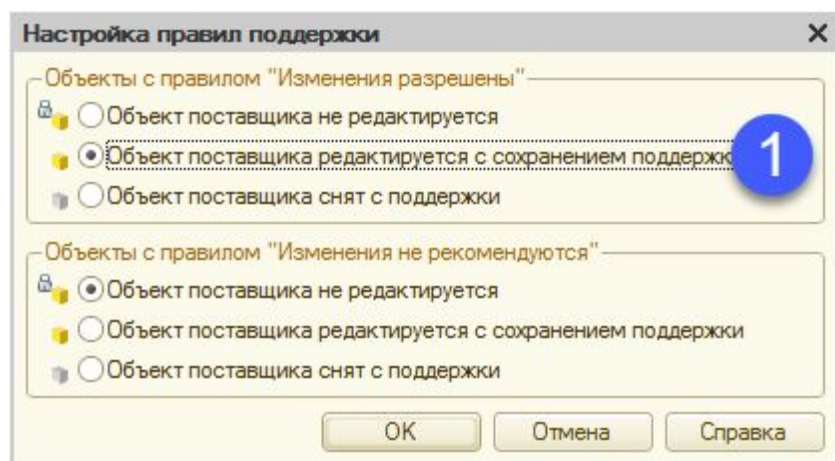 Настройка правил поддержки
Объекты с правилом "Изменения разрешены"
Объект поставщика не редактируется
Объект поставщика редактируется с сохранением поддержк
1
Объект поставщика снят с поддержки
Объекты с правилом "Изменения не рекомендуются"
Объект поставщика не редактируется
Объект поставщика редактируется с сохранением поддержки
Объект поставщика снят с поддержки
OK Отмена Справка